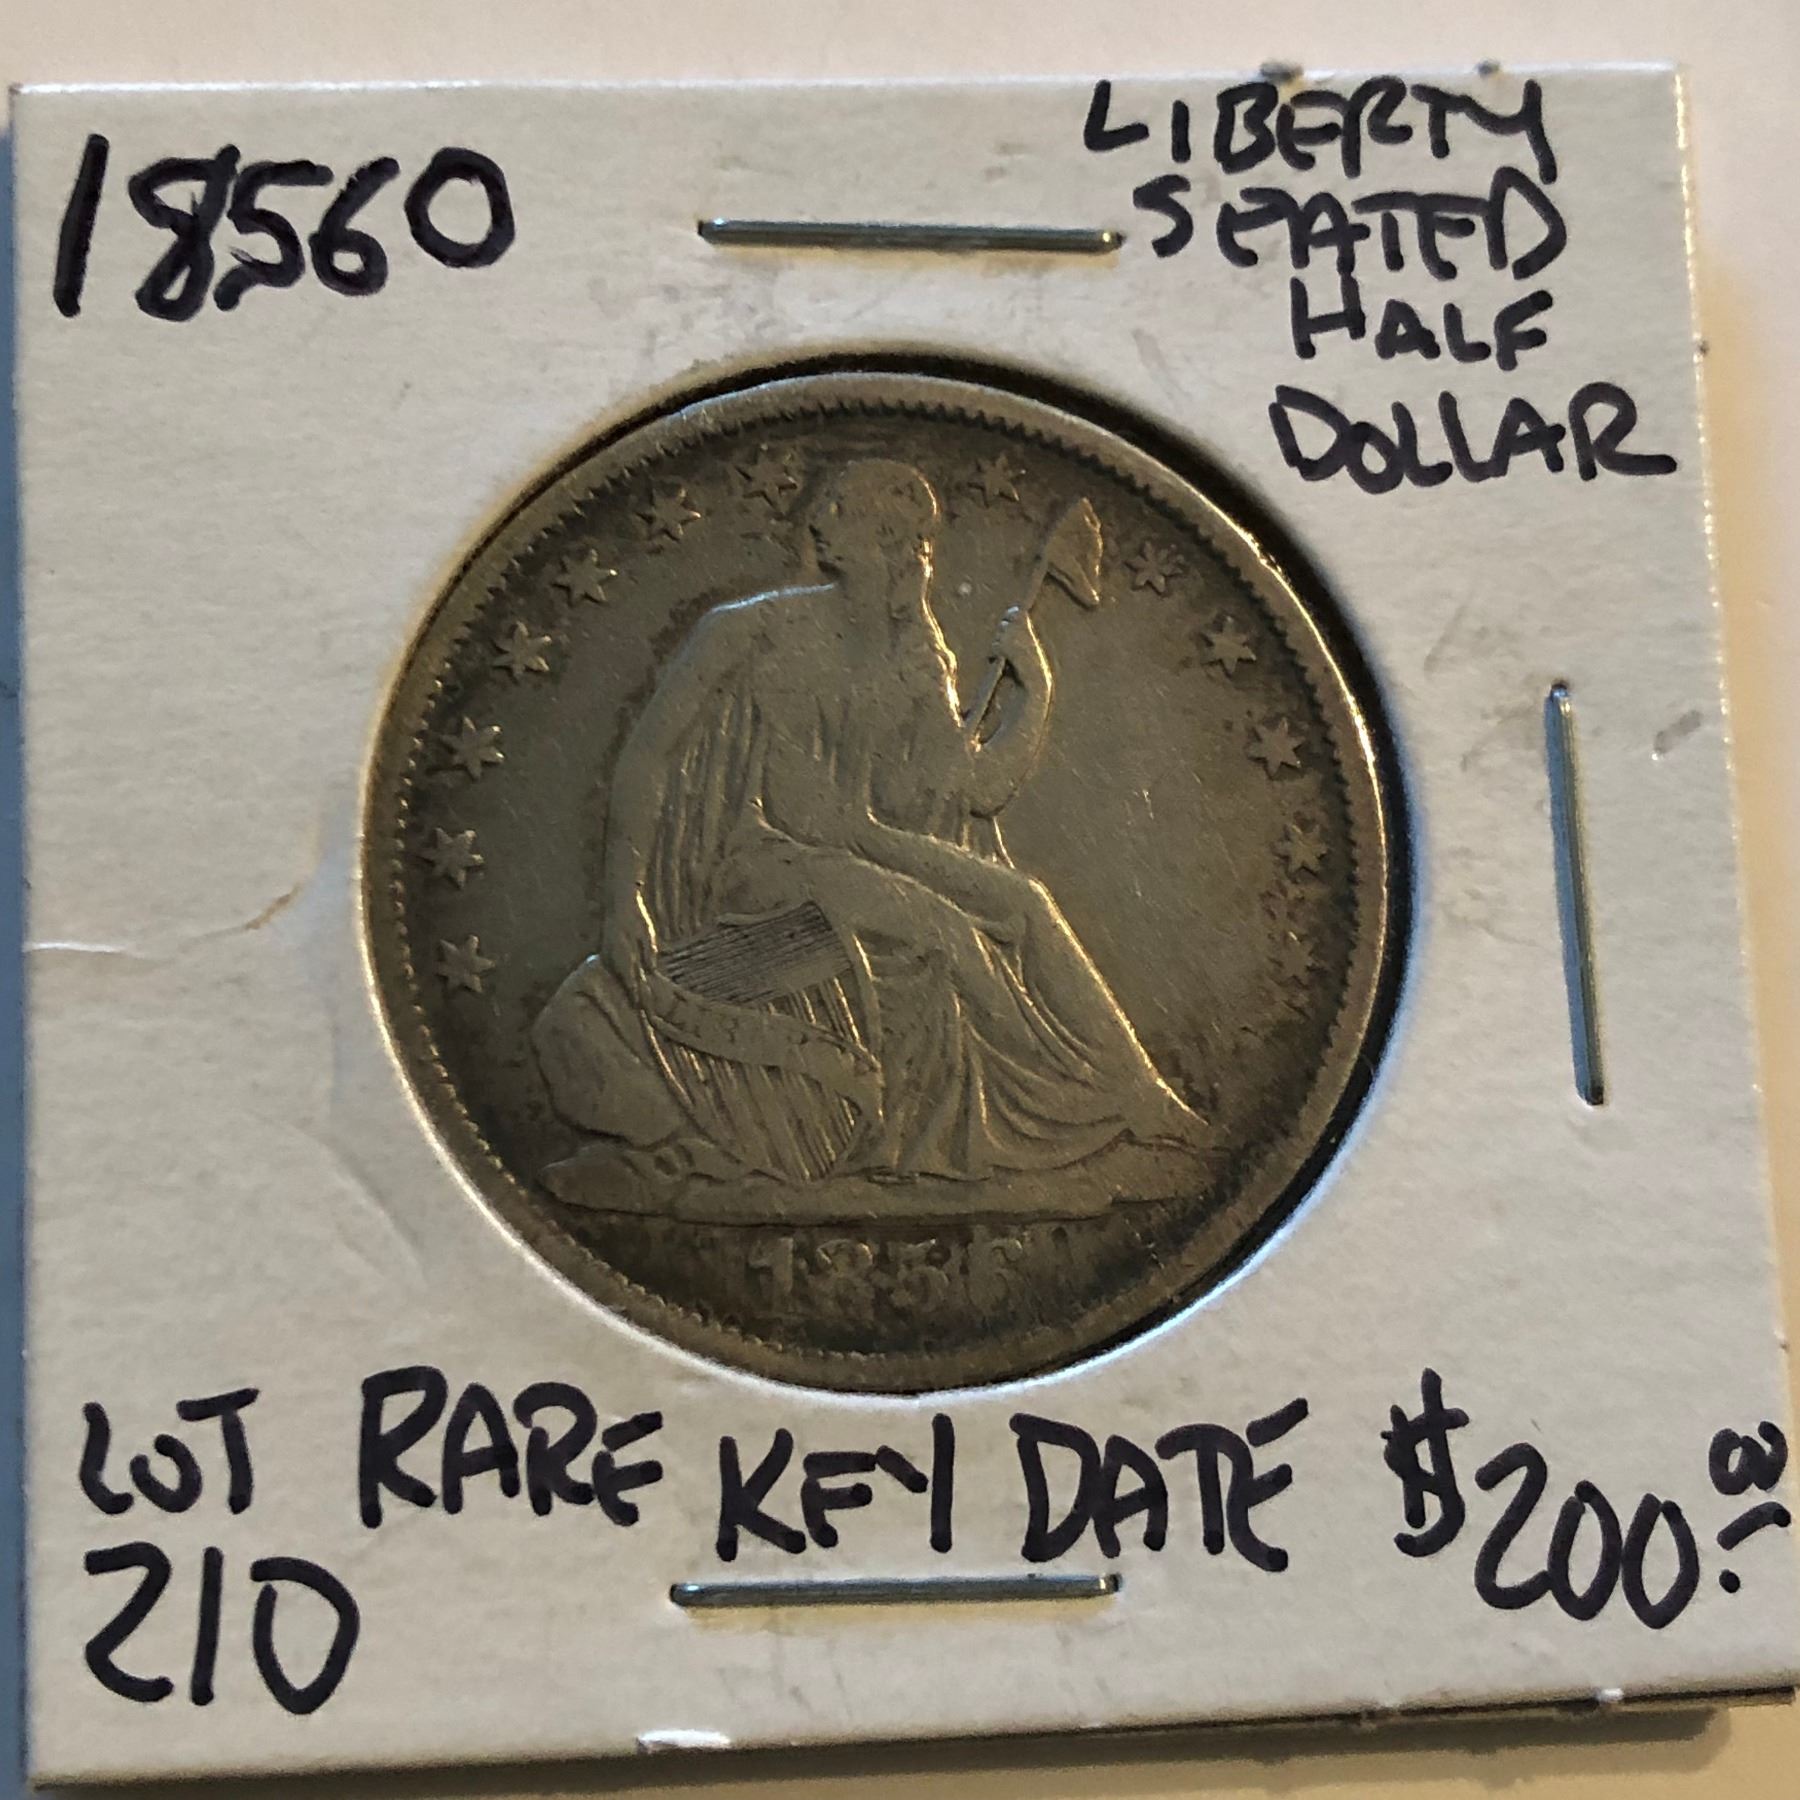 1856O
LIBERTY
SEATED
HALF
DOLLAR
1856
LOT RARE KEY DATE $200.00
210